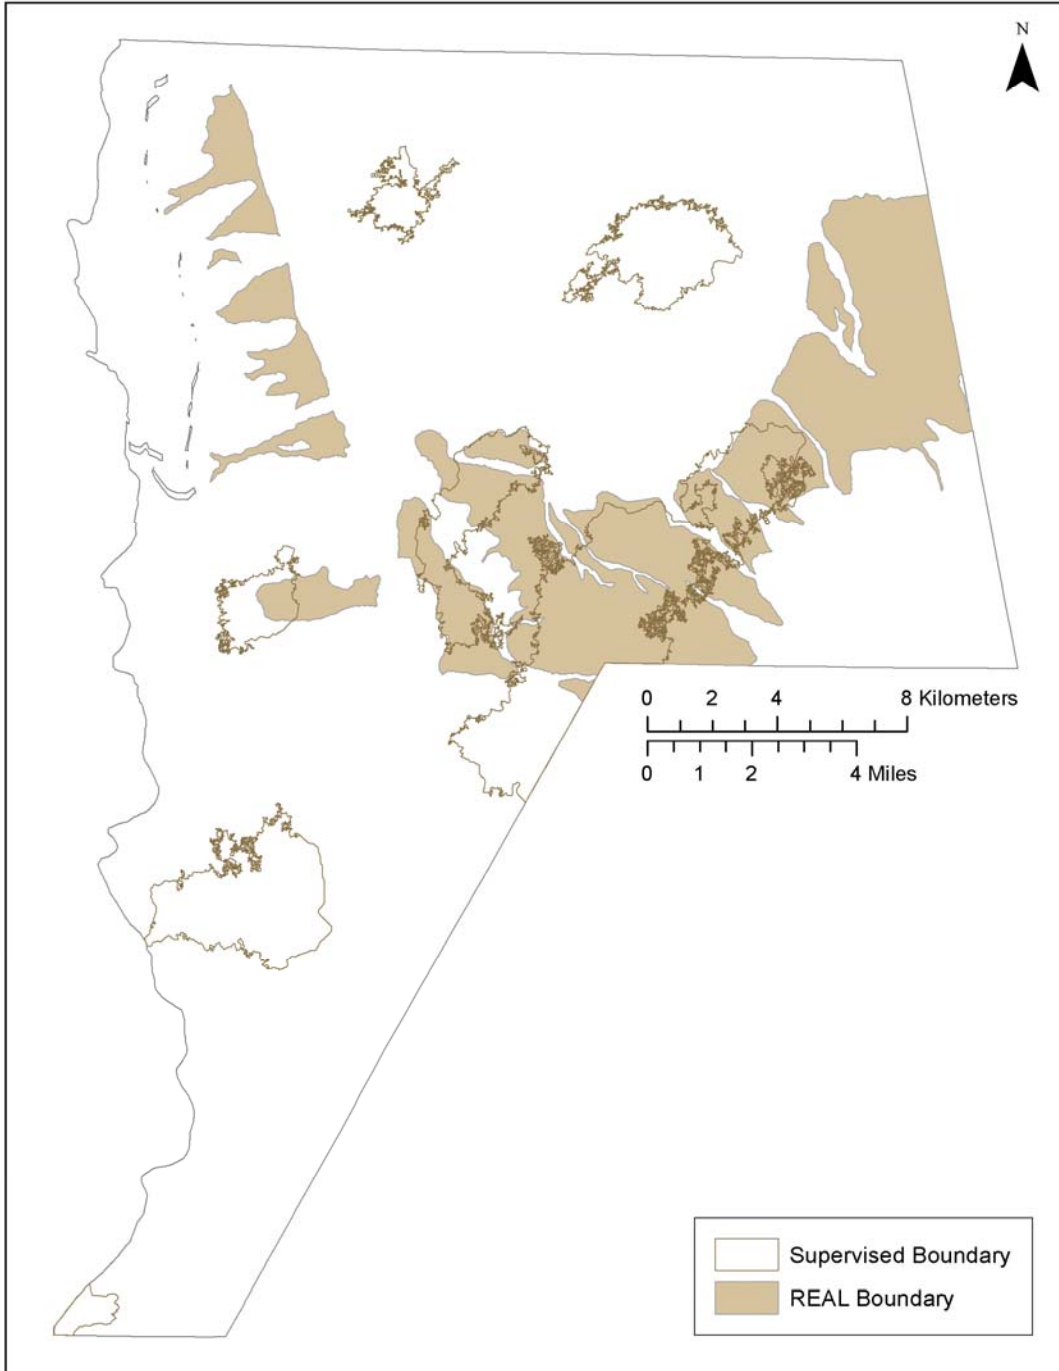 N
0 2 4 8 Kilometers
0 1 2 4 Miles
Supervised Boundary
REAL Boundary